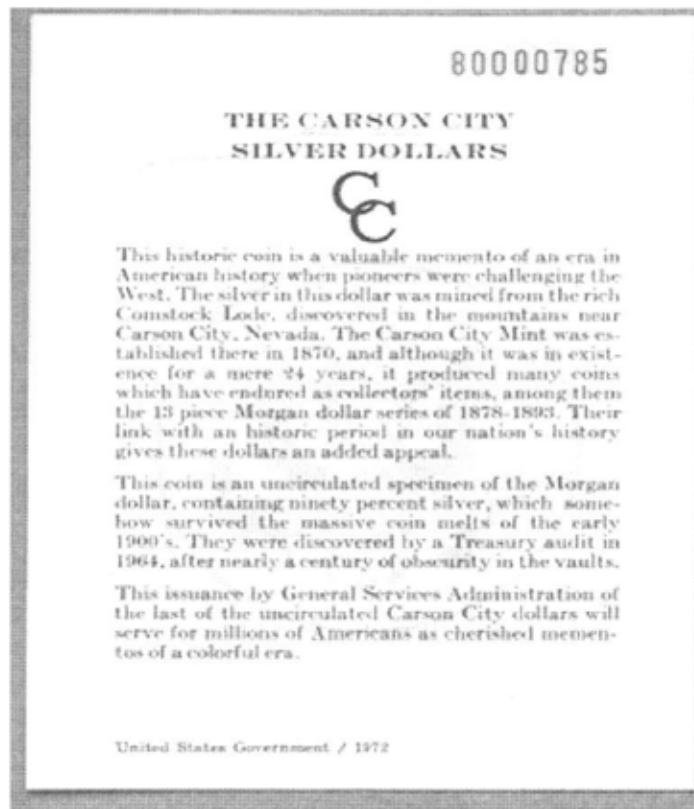 80000785
THE CARSON CITY
SILVER DOLLARS
CC
This historic coin is a valuable memento of an era in
American history when pioneers were challenging the
West. The silver in this dollar was mined from the rich
Comstock Lode, discovered in the mountains near
Carson City, Nevada. The Carson City Mint was es-
tablished there in 1870, and although it was in exist-
ence for a mere 24 years, it produced many coins
which have endured as collectors' items, among them
the 13 piece Morgan dollar series of 1878-1893. Their
link with an historic period in our nation's history
gives these dollars an added appeal.
This coin is an uncirculated specimen of the Morgan
dollar, containing ninety percent silver, which some-
how survived the massive coin melts of the early
1900's. They were discovered by a Treasury audit in
1964, after nearly a century of obscurity in the vaults.
This issuance by General Services Administration of
the last of the uncirculated Carson City dollars will
serve for millions of Americans as cherished memen-
tos of a colorful era.
United States Government / 1972